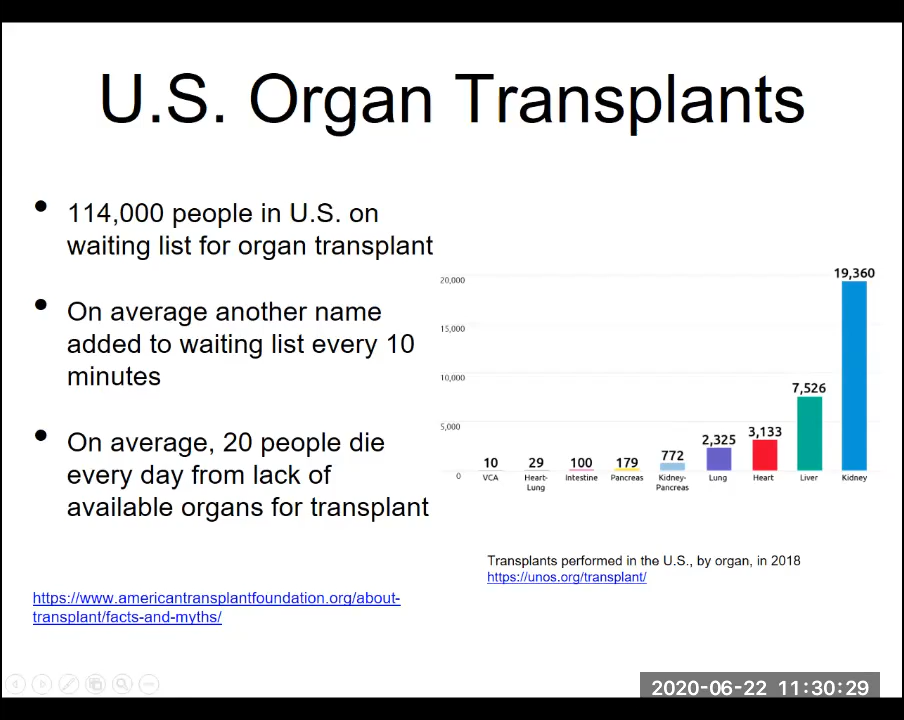 U.S. Organ Transplants
• 114,000 people in U.S. on
waiting list for organ transplant
• On average another name
added to waiting list every 10
minutes
• On average, 20 people die
every day from lack of
available organs for transplant
https://www.americantransplantfoundation.org/about-
transplant/facts-and-myths/
20,000
15,000
10,000
5,000
0
10
29
100
179
772
2,325
3,133
7,526
19,360
VCA
Heart-
Lung
Intestine
Pancreas
Kidney-
Pancreas
Lung
Heart
Liver
Kidney
Transplants performed in the U.S., by organ, in 2018
https://unos.org/transplant/
2020-06-22 11:30:29